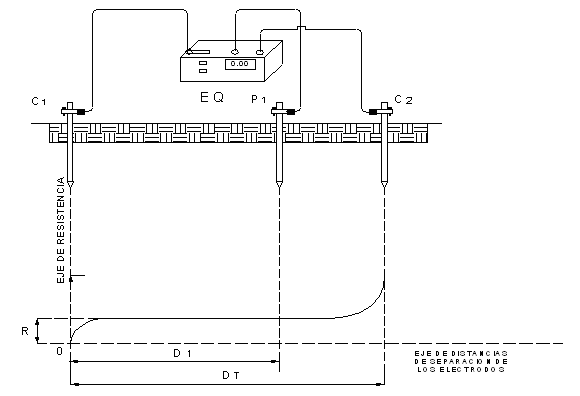 0.00
EQ
C1
P1
C2
EJE DE RESISTENCIA
R
0
D1
DT
EJE DE DISTANCIAS
DE SEPARACION DE
LOS ELECTRODOS